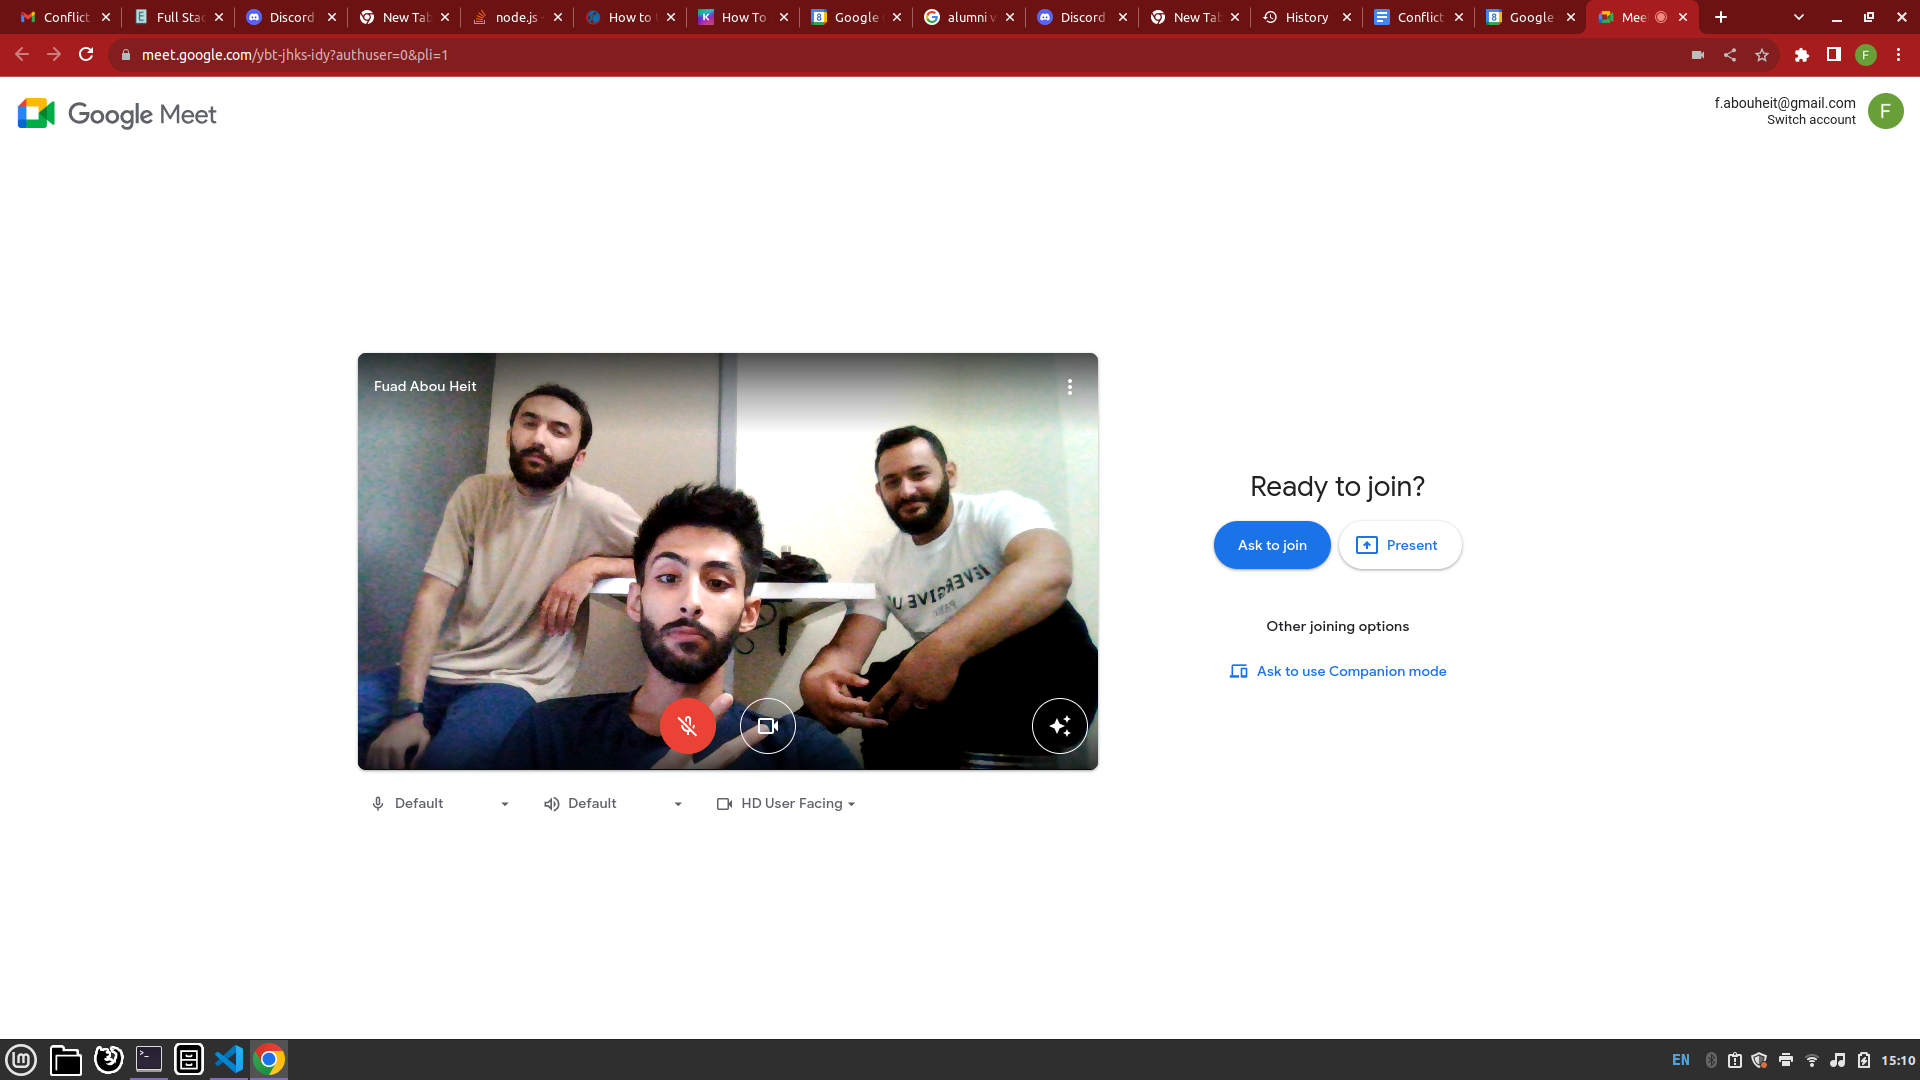 Conflict
Full Stac
Discord
New Tab
node.js -
How to
How To
Google
alumni v
Discord
New Tab
History
Conflict
Google
Mee
meet.google.com/ybt-jhks-idy?authuser=0&pli=1
F
Google Meet
f.abouheit@gmail.com
Switch account
F
Fuad Abou Heit
NEVER GIVE U
Ready to join?
Ask to join
Present
Other joining options
Ask to use Companion mode
Default
Default
HD User Facing
EN
15:10